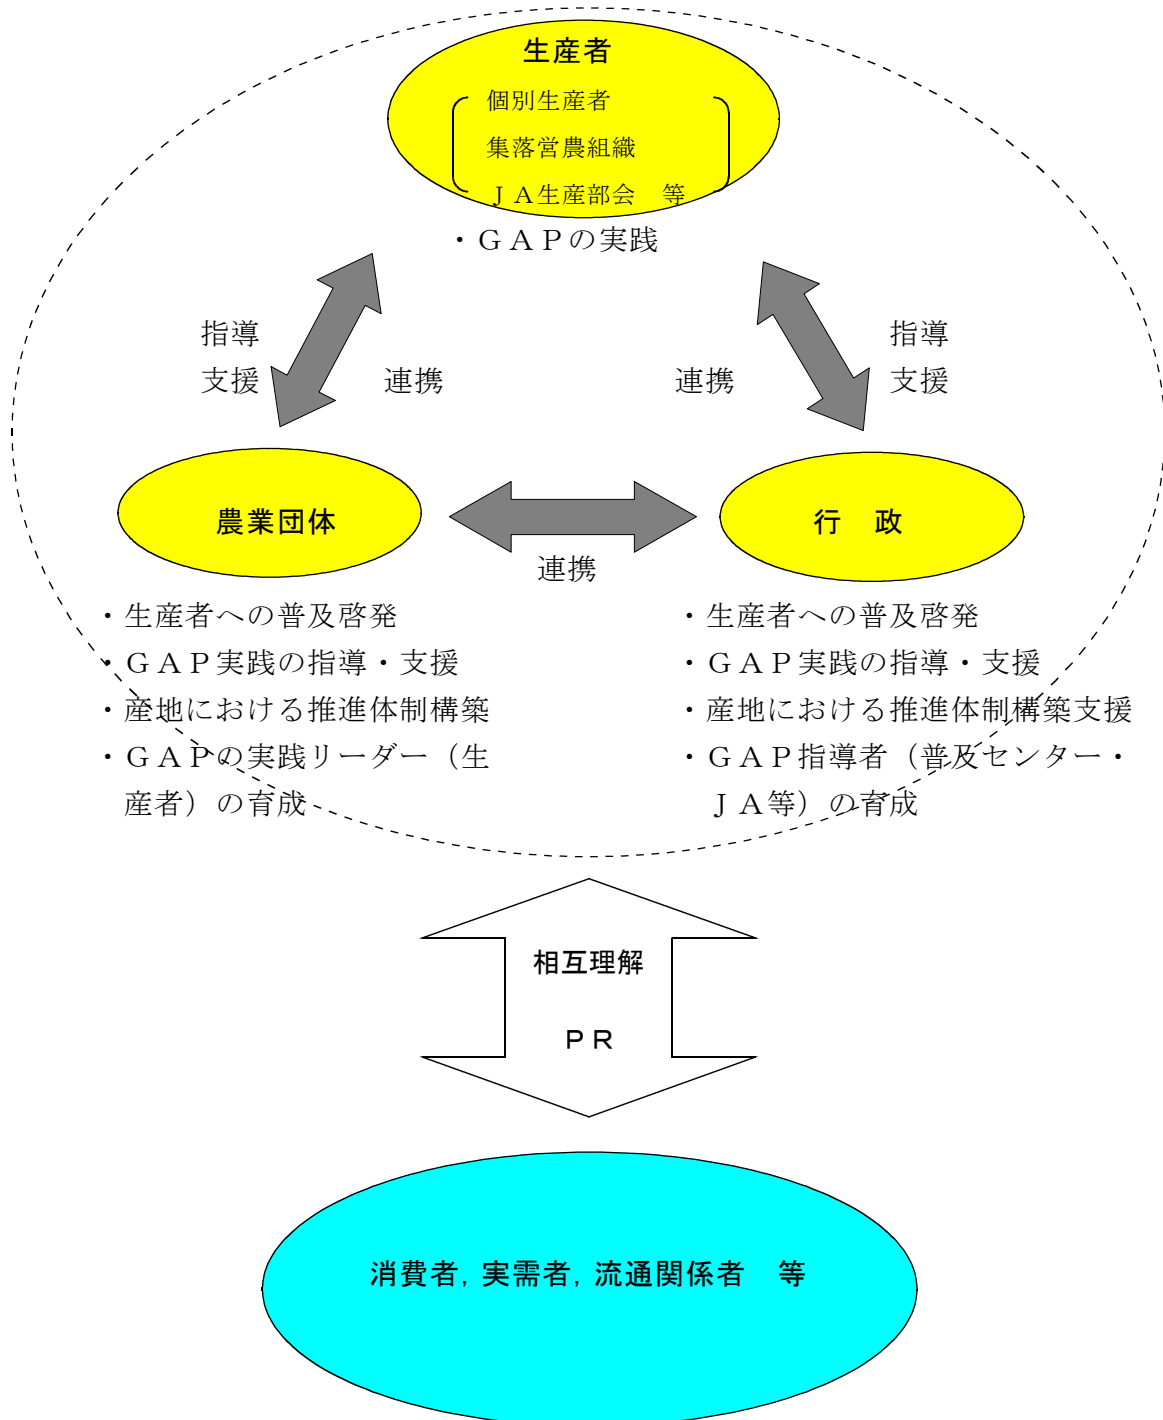 生産者
個別生産者
集落営農組織
ＪＡ生産部会　等
・ＧＡＰの実践
指導
支援
連携
連携
指導
支援
農業団体
連携
行　政
・生産者への普及啓発
・ＧＡＰ実践の指導・支援
・産地における推進体制構築
・ＧＡＰの実践リーダー（生
産者）の育成
・生産者への普及啓発
・ＧＡＰ実践の指導・支援
・産地における推進体制構築支援
・ＧＡＰ指導者（普及センター・
ＪＡ等）の育成
相互理解
ＰＲ
消費者，実需者，流通関係者　等